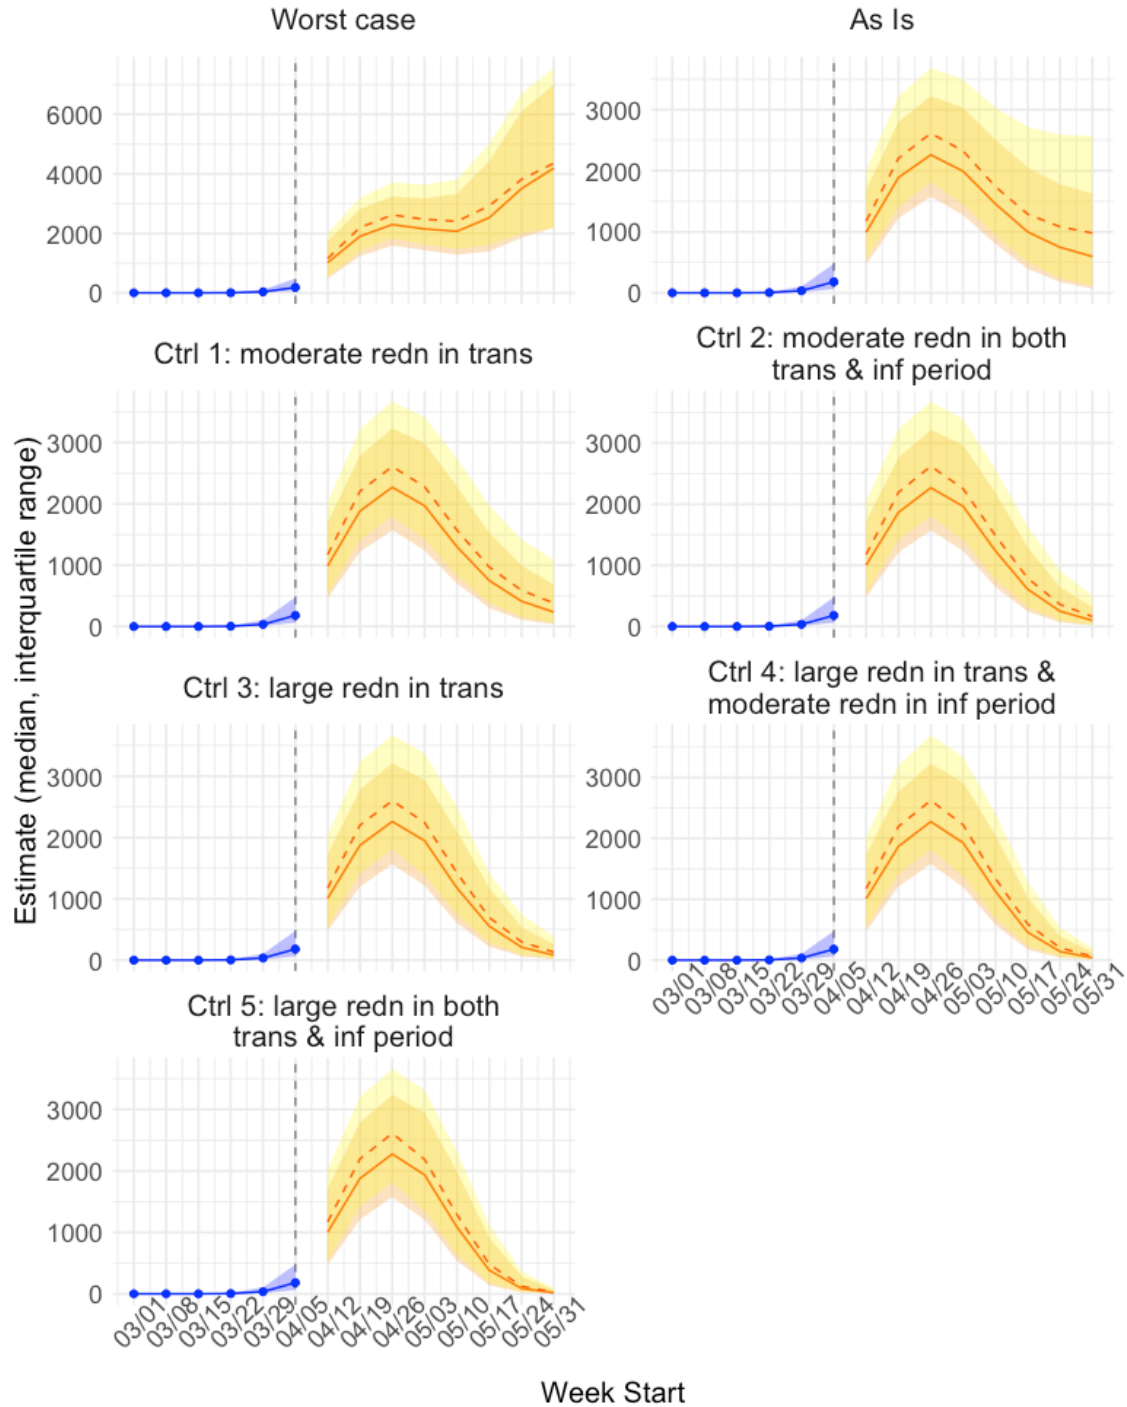 Worst case
As Is
6000
4000
2000
0
3000
2000
1000
0
Ctrl 1: moderate redn in trans
Ctrl 2: moderate redn in both
trans & inf period
3000
2000
1000
0
3000
2000
1000
0
Ctrl 3: large redn in trans
Ctrl 4: large redn in trans &
moderate redn in inf period
3000
2000
1000
0
3000
2000
1000
0
03/01 03/08 03/15 03/22 03/29 04/05 04/12 04/19 04/26 05/03 05/10 05/17 05/24 05/31
Ctrl 5: large redn in both
trans & inf period
3000
2000
1000
0
03/01 03/08 03/15 03/22 03/29 04/05 04/12 04/19 04/26 05/03 05/10 05/17 05/24 05/31
Estimate (median, interquartile range)
Week Start